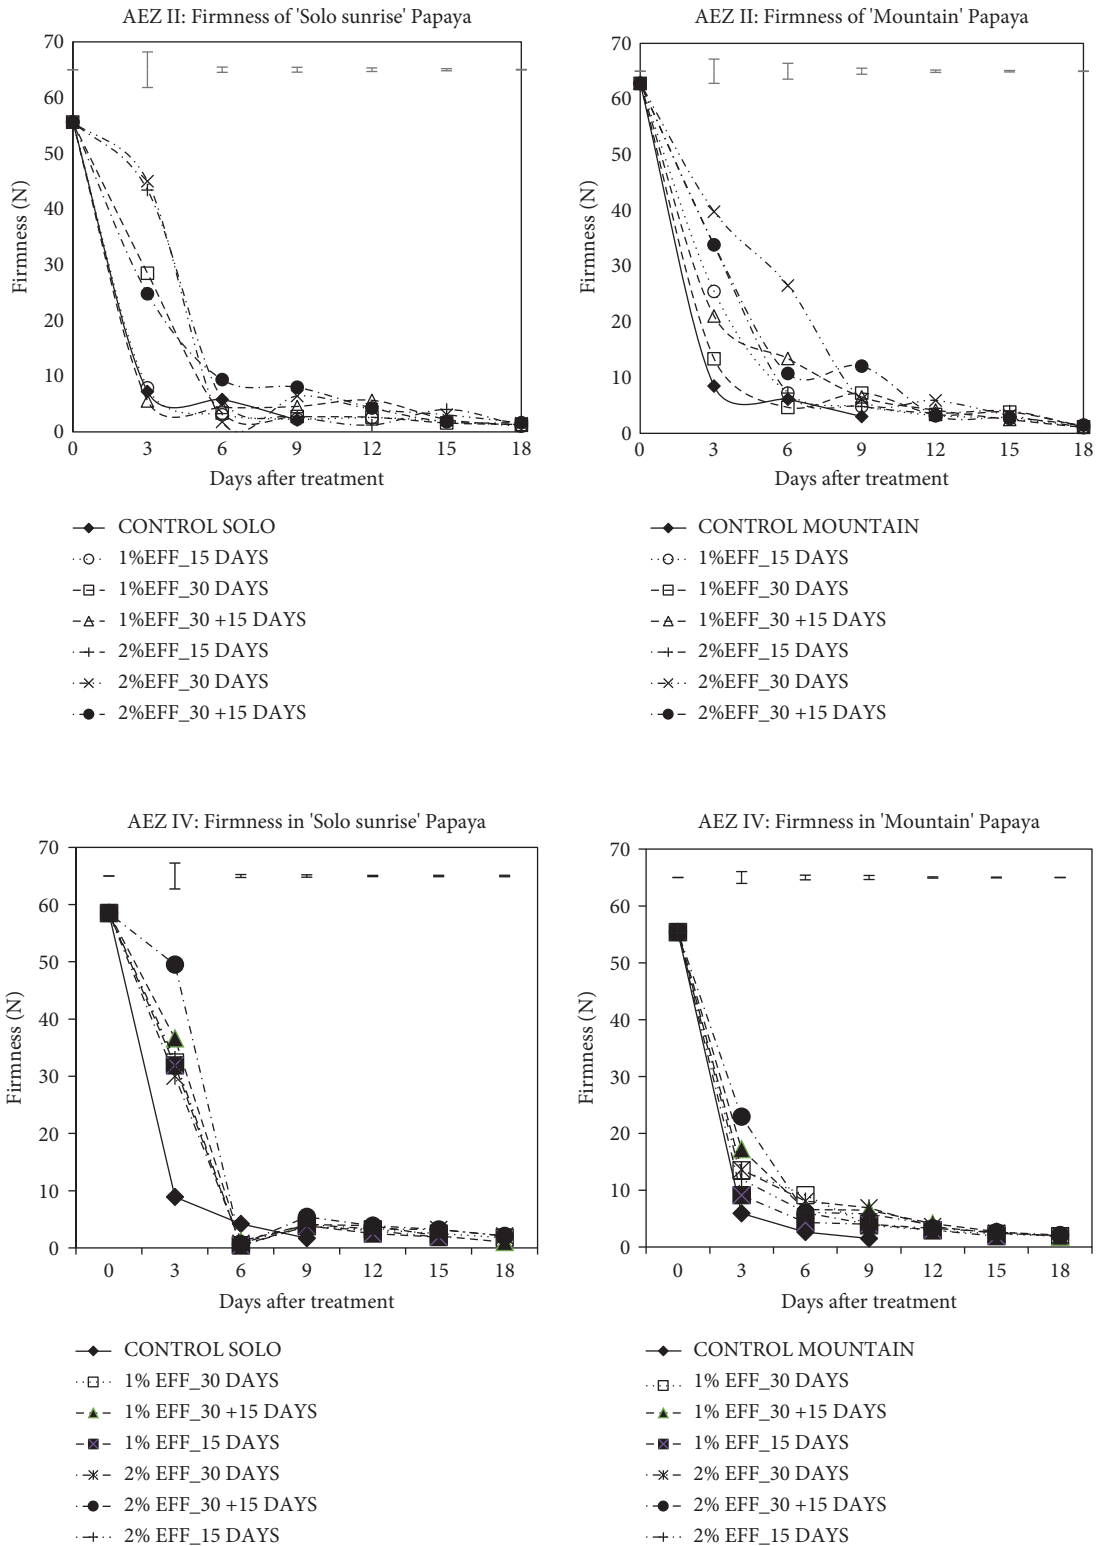 AEZ II: Firmness of 'Solo sunrise' Papaya
70
60
50
40
30
20
10
0
Firmness (N)
0 3 6 9 12 15 18
Days after treatment
CONTROL SOLO
1%EFF_15 DAYS
1%EFF_30 DAYS
1%EFF_30 +15 DAYS
2%EFF_15 DAYS
2%EFF_30 DAYS
2%EFF_30 +15 DAYS
AEZ II: Firmness of 'Mountain' Papaya
70
60
50
40
30
20
10
0
Firmness (N)
0 3 6 9 12 15 18
Days after treatment
CONTROL MOUNTAIN
1%EFF_15 DAYS
1%EFF_30 DAYS
1%EFF_30 +15 DAYS
2%EFF_15 DAYS
2%EFF_30 DAYS
2%EFF_30 +15 DAYS
AEZ IV: Firmness in 'Solo sunrise' Papaya
70
60
50
40
30
20
10
0
Firmness (N)
0 3 6 9 12 15 18
Days after treatment
CONTROL SOLO
1% EFF_30 DAYS
1% EFF_30 +15 DAYS
1% EFF_15 DAYS
2% EFF_30 DAYS
2% EFF_30 +15 DAYS
2% EFF_15 DAYS
AEZ IV: Firmness in 'Mountain' Papaya
70
60
50
40
30
20
10
0
Firmness (N)
0 3 6 9 12 15 18
Days after treatment
CONTROL MOUNTAIN
1% EFF_30 DAYS
1% EFF_30 +15 DAYS
1% EFF_15 DAYS
2% EFF_30 DAYS
2% EFF_30 +15 DAYS
2% EFF_15 DAYS